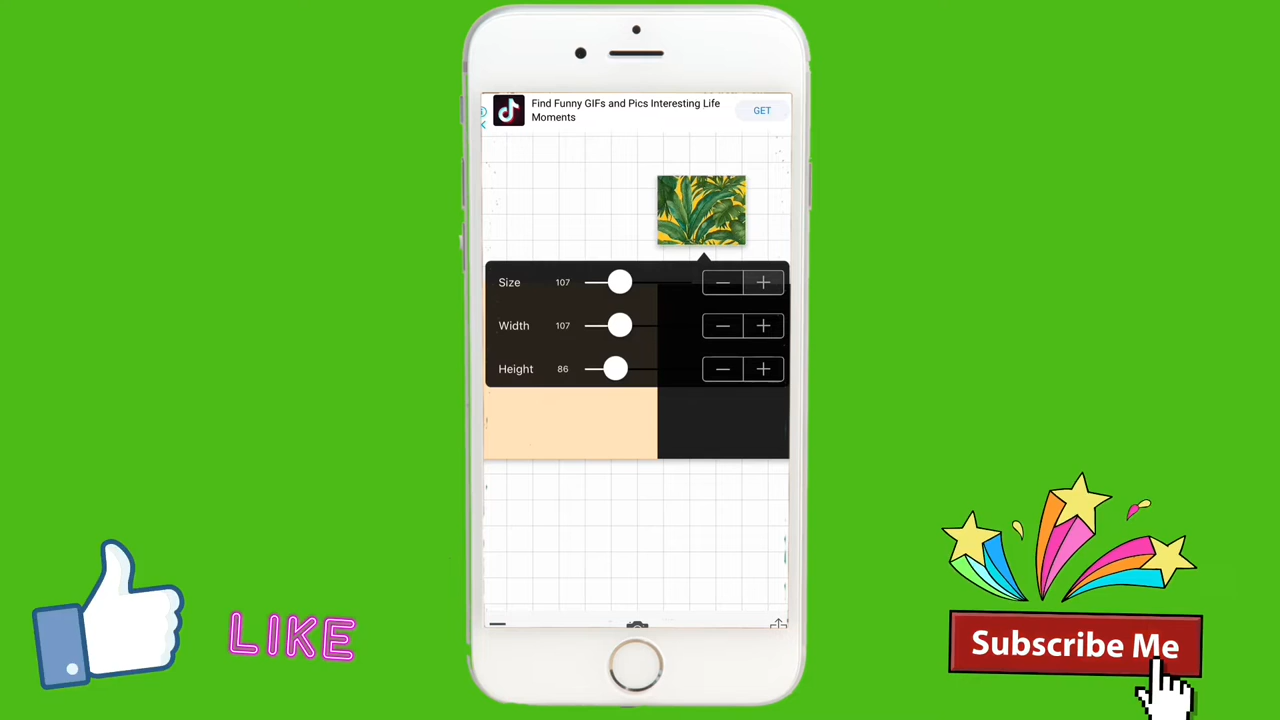 Find Funny GIFs and Pics Interesting Life
Moments
GET
Size 107
Width 107
Height 86
LIKE
Subscribe Me